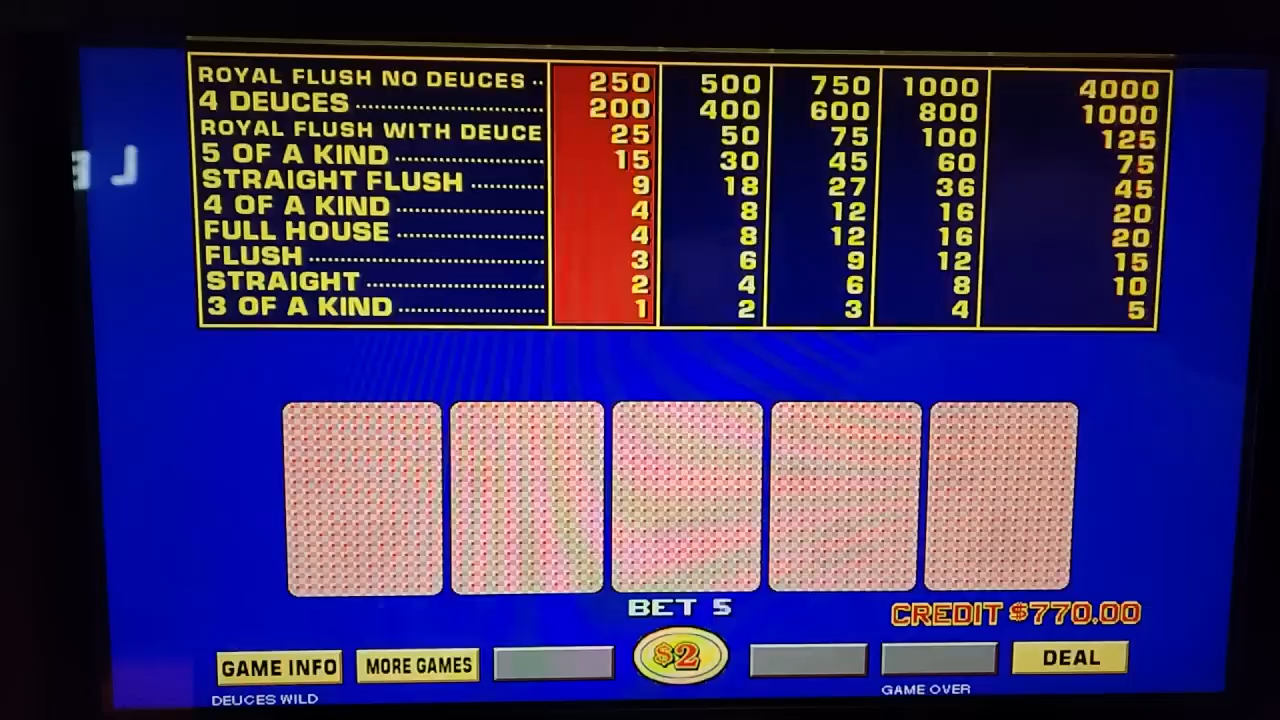 ROYAL FLUSH NO DEUCES .. 250 500 750 1000 4000
4 DEUCES 200 400 600 800 1000
ROYAL FLUSH WITH DEUCE 25 50 75 100 125
5 OF A KIND 15 30 45 60 75
STRAIGHT FLUSH 9 18 27 36 45
4 OF A KIND 4 8 12 16 20
FULL HOUSE 4 8 12 16 20
FLUSH 3 6 9 12 15
STRAIGHT 2 4 6 8 10
3 OF A KIND 1 2 3 4 5
BET 5
CREDIT $770.00
GAME INFO MORE GAMES $2 DEAL
DEUCES WILD GAME OVER